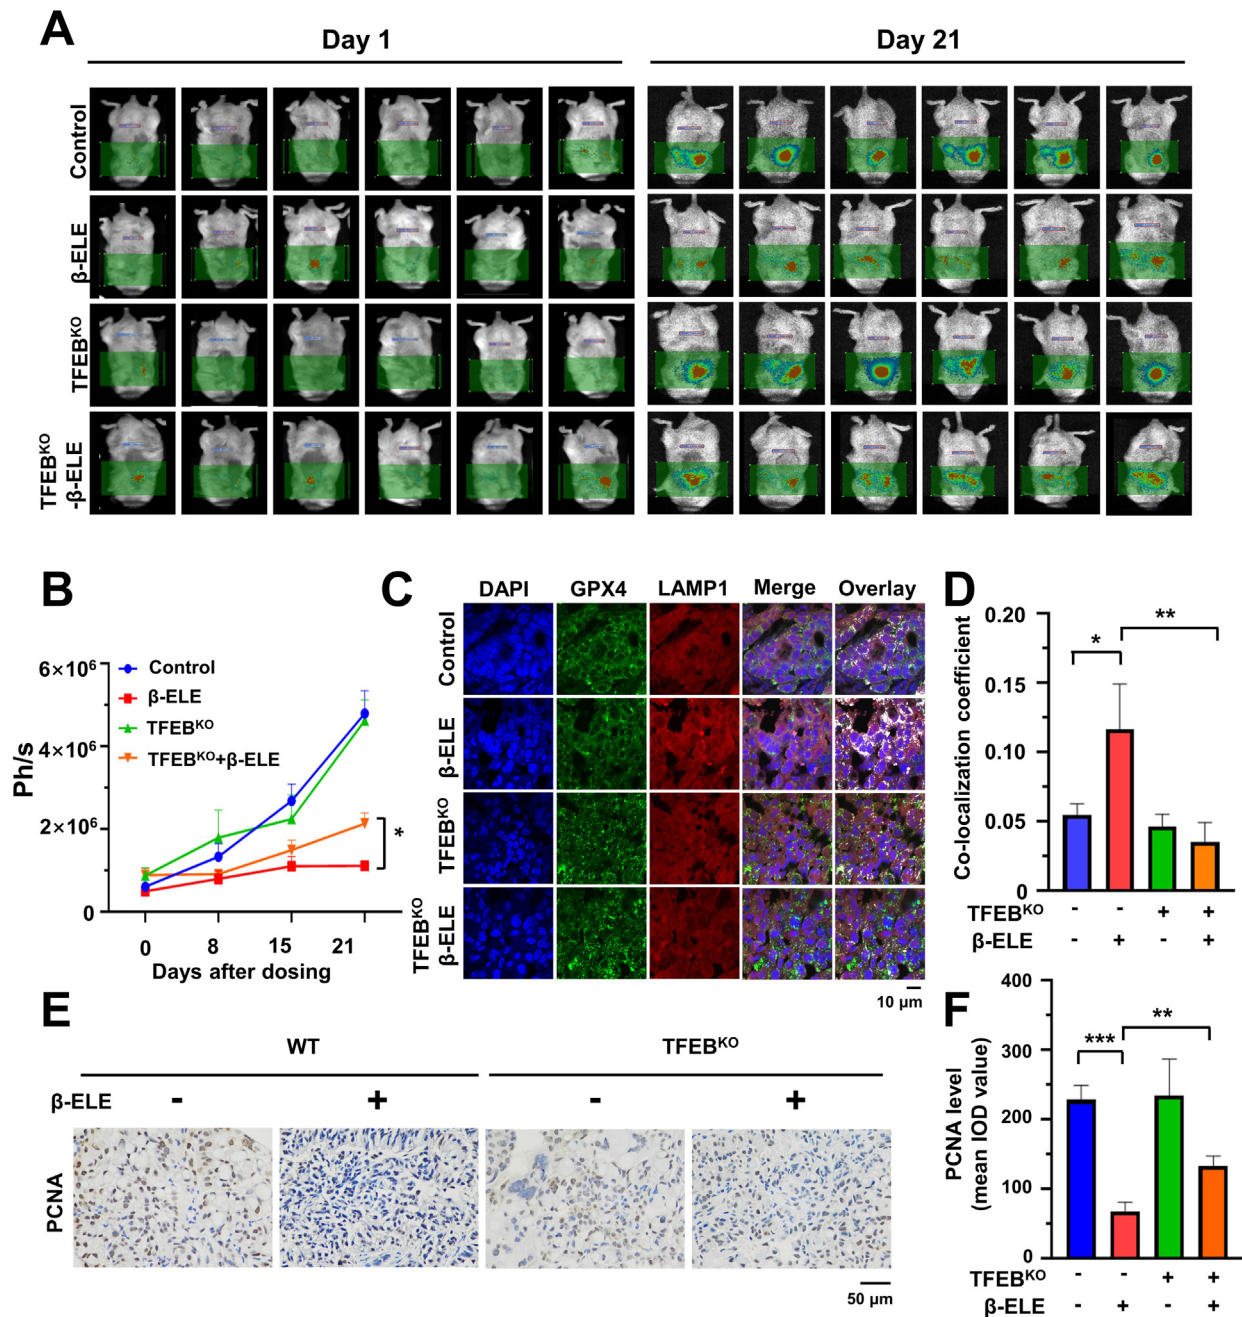 A
Day 1
Day 21
Control
β-ELE
TFEBKO
TFEBKO
-β-ELE
B
6×10⁶
4×10⁶
2×10⁶
0
Ph/s
Control
β-ELE
TFEBKO
TFEBKO+β-ELE
*
0 8 15 21
Days after dosing
C
DAPI GPX4 LAMP1 Merge Overlay
Control
β-ELE
TFEBKO
TFEBKO
β-ELE
10 μm
D
Co-localization coefficient
0.20
0.15
0.10
0.05
0
* **
TFEBKO - - + +
β-ELE - + - +
E
WT TFEBKO
β-ELE - + - +
PCNA
50 μm
F
PCNA level
(mean IOD value)
400
300
200
100
0
*** **
TFEBKO - - + +
β-ELE - + - +